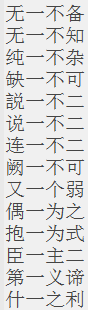 无一不备
无一不知
纯一不杂
缺一不可
説一不二
说一不二
连一不二
阙一不可
又一个弱
偶一为之
抱一为式
臣一主二
第一义谛
什一之利